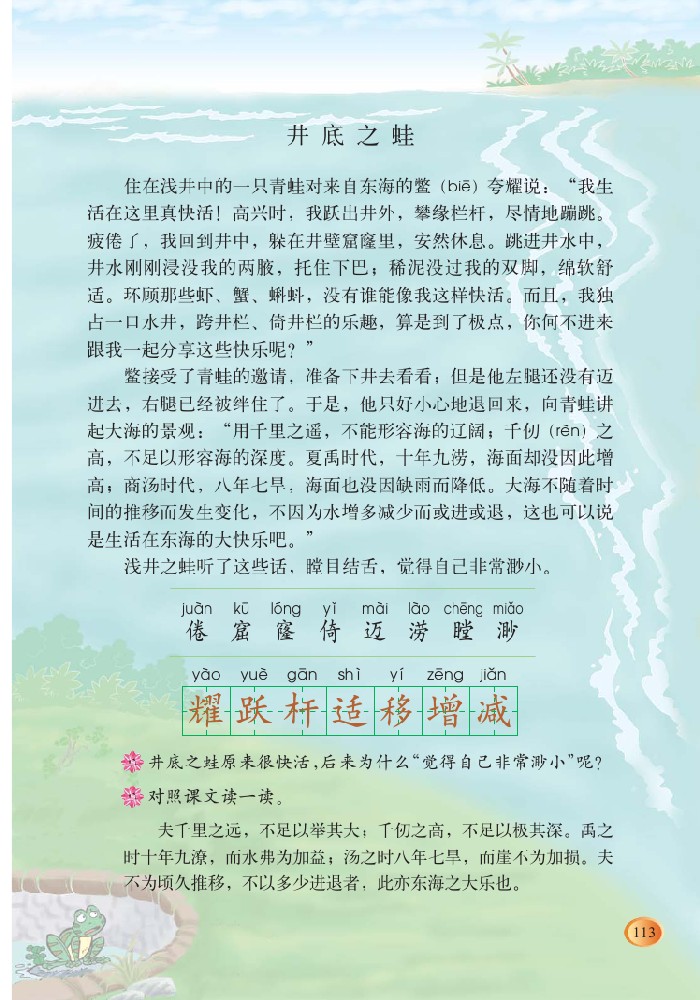 井底之蛙
住在浅井中的一只青蛙对来自东海的鳖（biē）夸耀说：“我生
活在这里真快活！高兴时，我跃出井外，攀缘栏杆，尽情地蹦跳。
疲倦了，我回到井中，躲在井壁窟窿里，安然休息。跳进井水中，
井水刚刚浸没我的两腋，托住下巴；稀泥没过我的双脚，绵软舒
适。环顾那些虾、蟹、蝌蚪，没有谁能像我这样快活。而且，我独
占一口水井，跨井栏、倚井栏的乐趣，算是到了极点，你何不进来
跟我一起分享这些快乐呢？”
鳖接受了青蛙的邀请，准备下井去看看；但是他左腿还没有迈
进去，右腿已经被绊住了。于是，他只好小心地退回来，向青蛙讲
起大海的景观：“用千里之遥，不能形容海的辽阔；千仞（rèn）之
高，不足以形容海的深度。夏禹时代，十年九涝，海面却没因此增
高；商汤时代，八年七旱，海面也没因缺雨而降低。大海不随着时
间的推移而发生变化，不因为水增多减少而或进或退，这也可以说
是生活在东海的大快乐吧。”
浅井之蛙听了这些话，瞠目结舌，觉得自己非常渺小。
juàn kū lóng yǐ mài lào chēng miǎo
倦 窟 窿 倚 迈 涝 瞠 渺
yào yuè gān shì yí zēng jiǎn
耀 跃 杆 适 移 增 减
井底之蛙原来很快活，后来为什么“觉得自己非常渺小”呢？
对照课文读一读。
夫千里之远，不足以举其大；千仞之高，不足以极其深。禹之
时十年九潦，而水弗为加益；汤之时八年七旱，而崖不为加损。夫
不为顷久推移，不以多少进退者，此亦东海之大乐也。
113